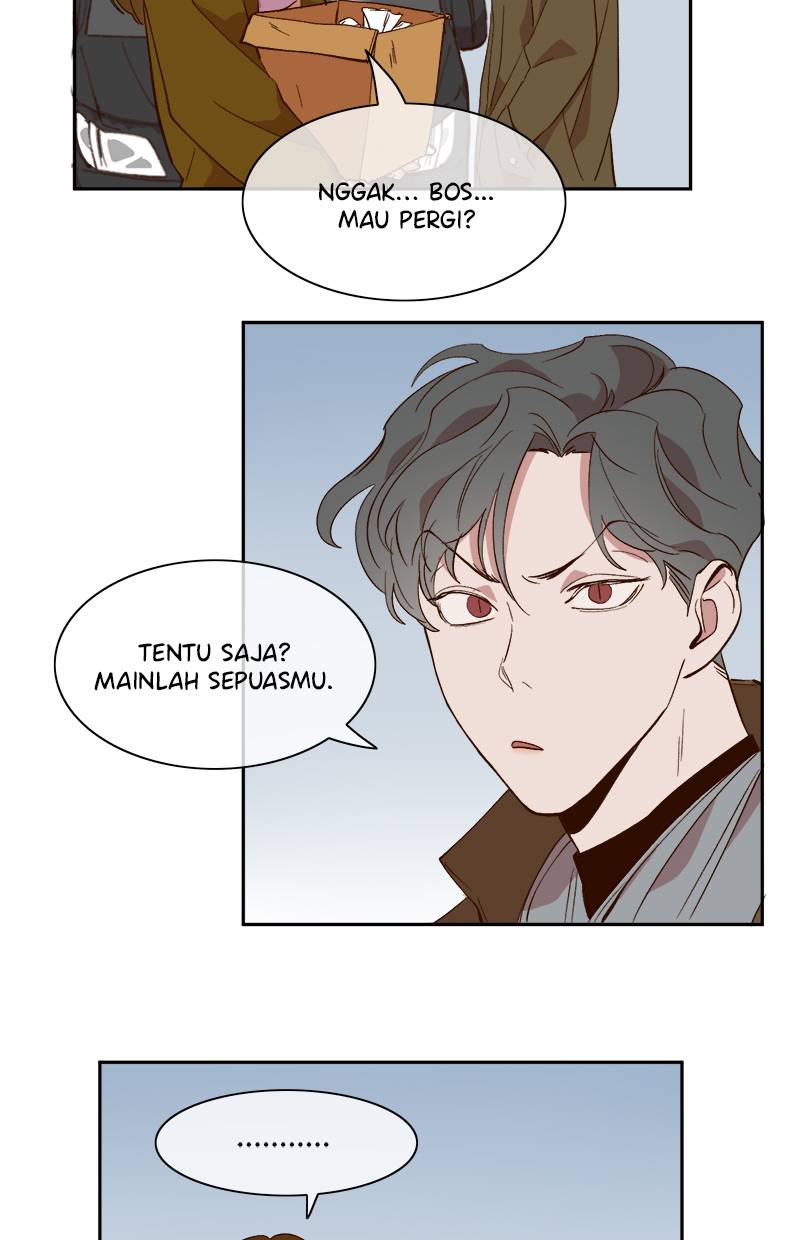 NGGAK... BOS...
MAU PERGI?
TENTU SAJA?
MAINLAH SEPUASMU.
...........